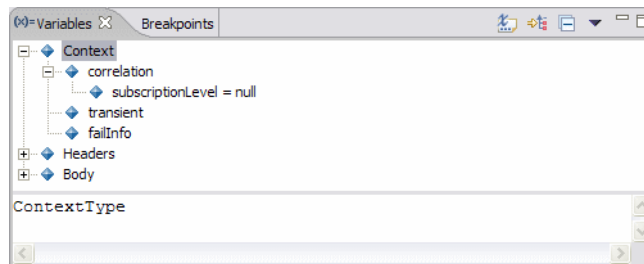 (x)= Variables Breakpoints
Context
correlation
subscriptionLevel = null
transient
failInfo
Headers
Body
ContextType